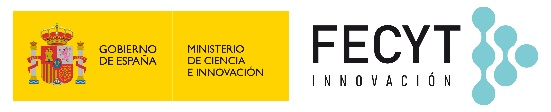 GOBIERNO
DE ESPAÑA
MINISTERIO
DE CIENCIA
E INNOVACIÓN
FECYT
INNOVACIÓN